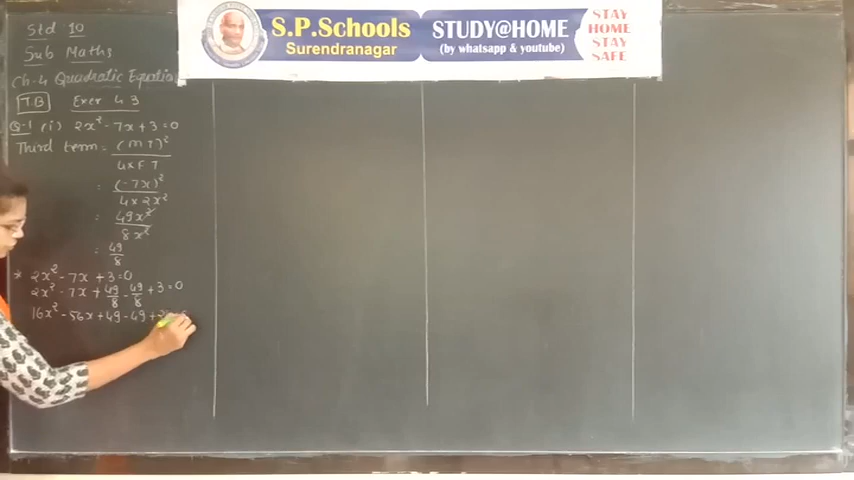 S.P.Schools
Surendranagar
STUDY@HOME
(by whatsapp & youtube)
STAY
HOME
STAY
SAFE
Std 10
Sub Maths
Ch-4 Quadratic Equatio
T.B Exer 4.3
Q-1 (i) 2x² - 7x + 3 = 0
Third term = (M T)²
4 x F T
= (-7x)²
4 x 2x²
= 49x²
8x²
= 49
8
* 2x² - 7x + 3 = 0
2x² - 7x + 49/8 - 49/8 + 3 = 0
16x² - 56x + 49 - 49 +